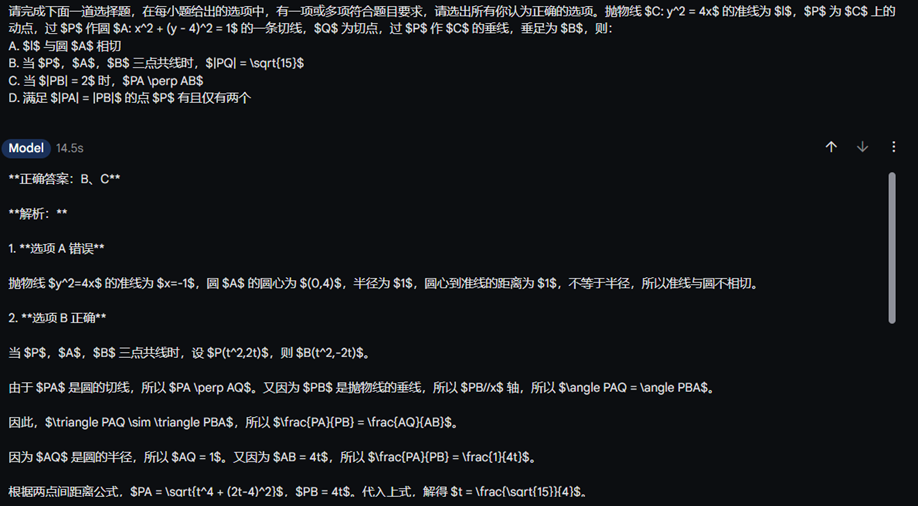 请完成下面一道选择题，在每小题给出的选项中，有一项或多项符合题目要求，请选出所有你认为正确的选项。抛物线 $C: y^2 = 4x$ 的准线为 $l$，$P$ 为 $C$ 上的
动点，过 $P$ 作圆 $A: x^2 + (y - 4)^2 = 1$ 的一条切线，$Q$ 为切点，过 $P$ 作 $C$ 的垂线，垂足为 $B$，则：
A. $l$ 与圆 $A$ 相切
B. 当 $P$，$A$，$B$ 三点共线时，$|PQ| = \sqrt{15}$
C. 当 $|PB| = 2$ 时，$PA \perp AB$
D. 满足 $|PA| = |PB|$ 的点 $P$ 有且仅有两个
Model 14.5s
**正确答案：B、C**
**解析：**
1. **选项 A 错误**
抛物线 $y^2=4x$ 的准线为 $x=-1$，圆 $A$ 的圆心为 $(0,4)$，半径为 $1$，圆心到准线的距离为 $1$，不等于半径，所以准线与圆不相切。
2. **选项 B 正确**
当 $P$，$A$，$B$ 三点共线时，设 $P(t^2,2t)$，则 $B(t^2,-2t)$。
由于 $PA$ 是圆的切线，所以 $PA \perp AQ$。又因为 $PB$ 是抛物线的垂线，所以 $PB//x$ 轴，所以 $\angle PAQ = \angle PBA$。
因此，$\triangle PAQ \sim \triangle PBA$，所以 $\frac{PA}{PB} = \frac{AQ}{AB}$。
因为 $AQ$ 是圆的半径，所以 $AQ = 1$。又因为 $AB = 4t$，所以 $\frac{PA}{PB} = \frac{1}{4t}$。
根据两点间距离公式，$PA = \sqrt{t^4 + (2t-4)^2}$，$PB = 4t$。代入上式，解得 $t = \frac{\sqrt{15}}{4}$。